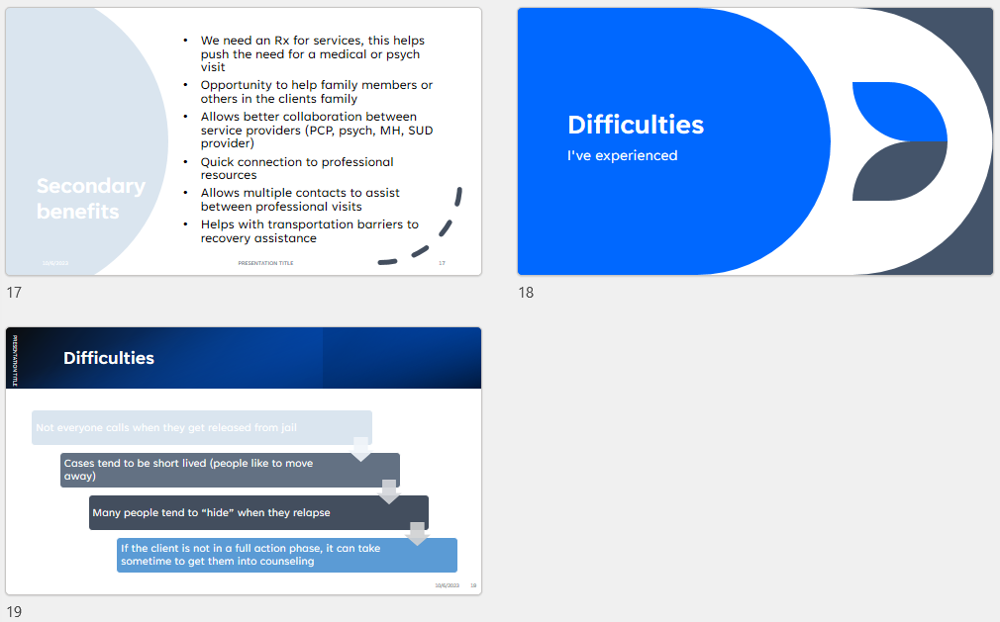 • We need an Rx for services, this helps
push the need for a medical or psych
visit
• Opportunity to help family members or
others in the clients family
• Allows better collaboration between
service providers (PCP, psych, MH, SUD
provider)
• Quick connection to professional
resources
• Allows multiple contacts to assist
between professional visits
• Helps with transportation barriers to
recovery assistance
Secondary
benefits
PRESENTATION TITLE
17
17
Difficulties
I've experienced
18
PRESENTATION TITLE
Difficulties
Not everyone calls when they get released from jail
Cases tend to be short lived (people like to move
away)
Many people tend to “hide” when they relapse
If the client is not in a full action phase, it can take
sometime to get them into counseling
10/6/2023
19
19